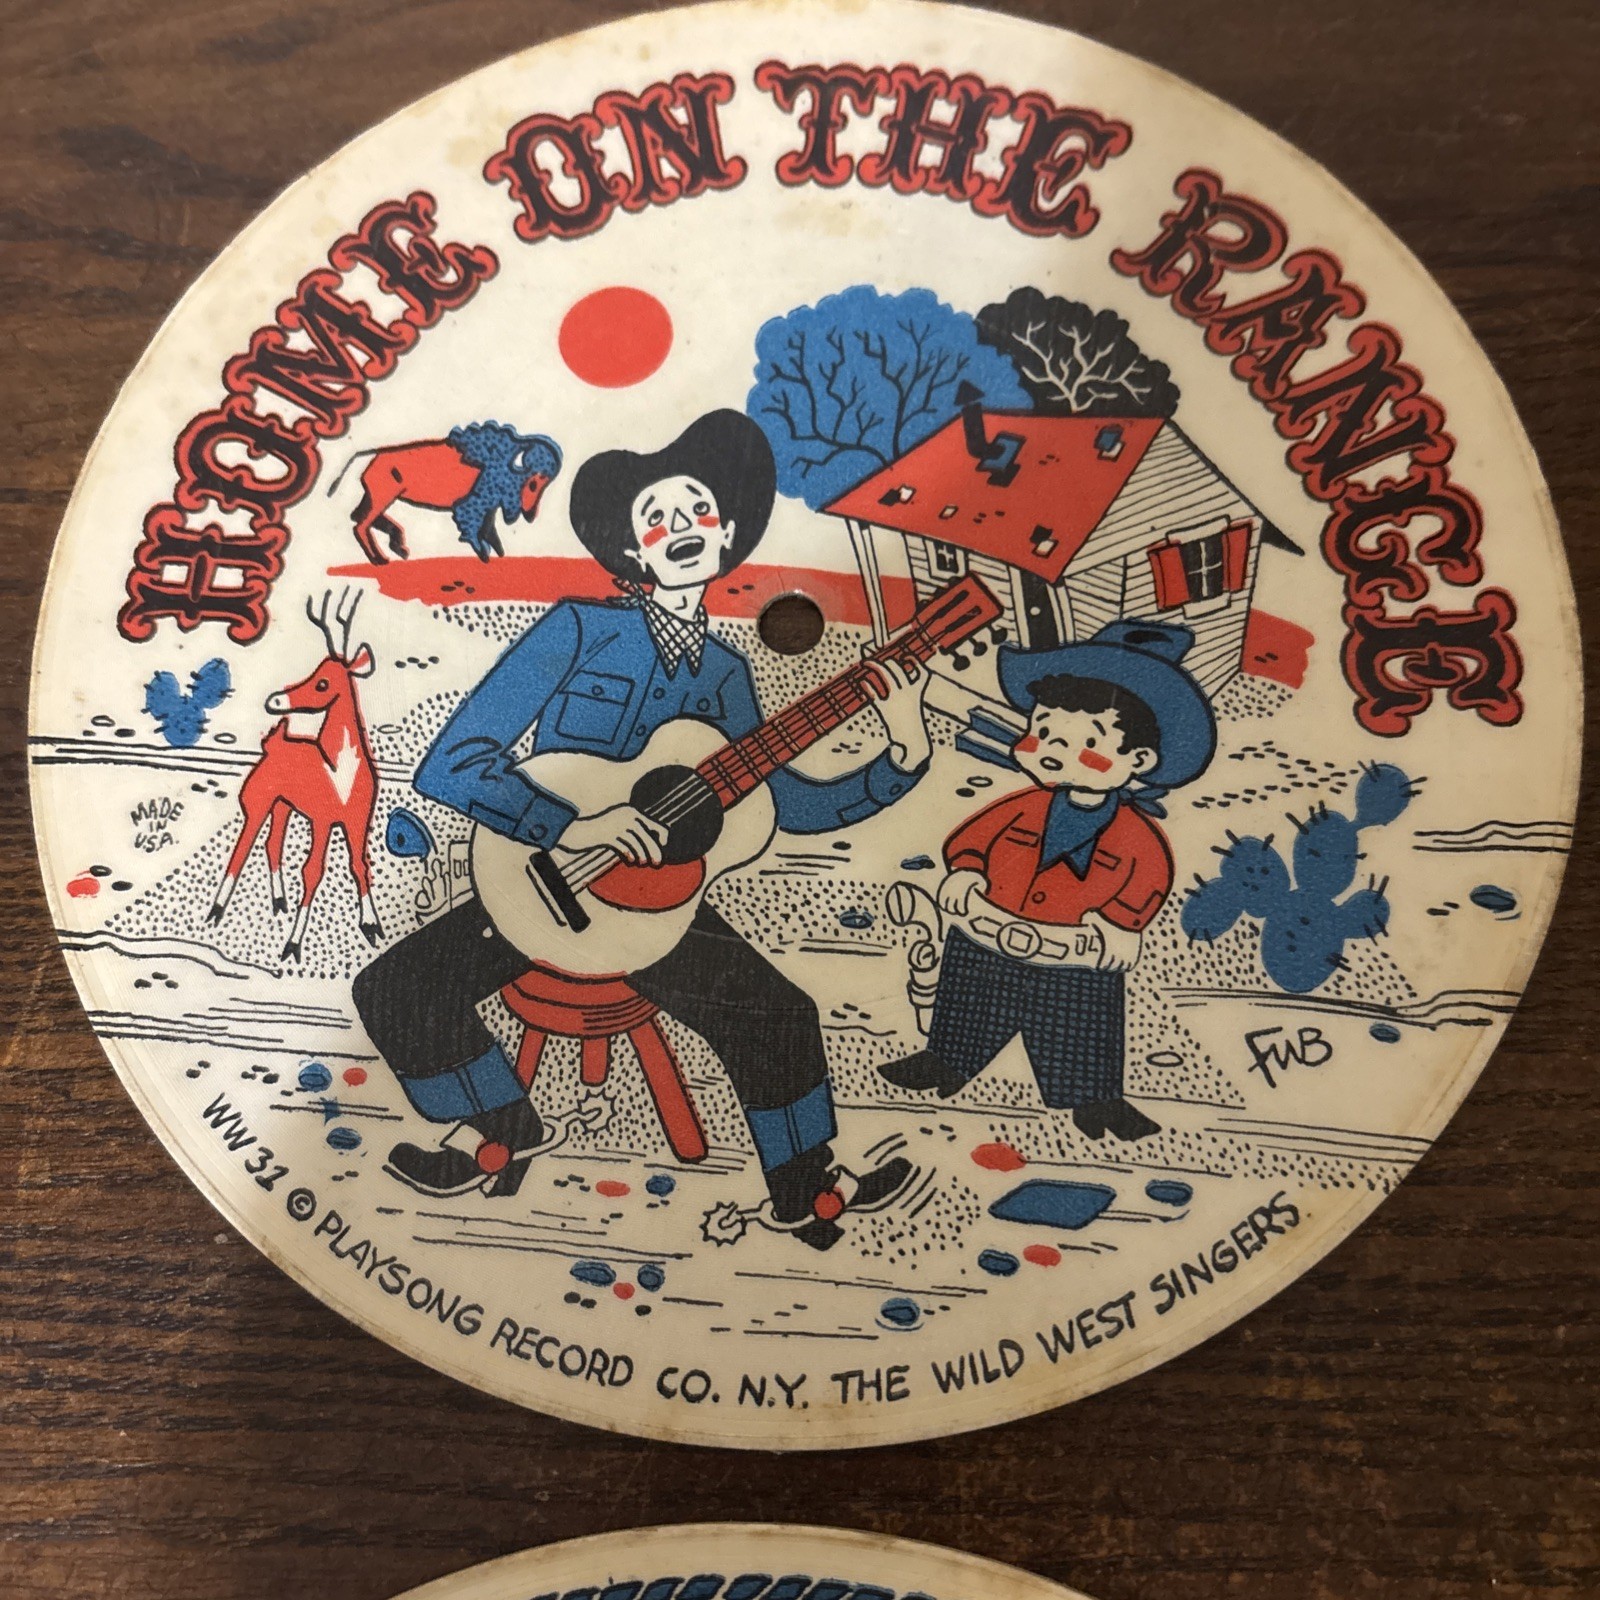 HOME ON THE RANGE
MADE
IN
U.S.A.
FWB
WW 31 © PLAYSONG RECORD CO. N.Y. THE WILD WEST SINGERS